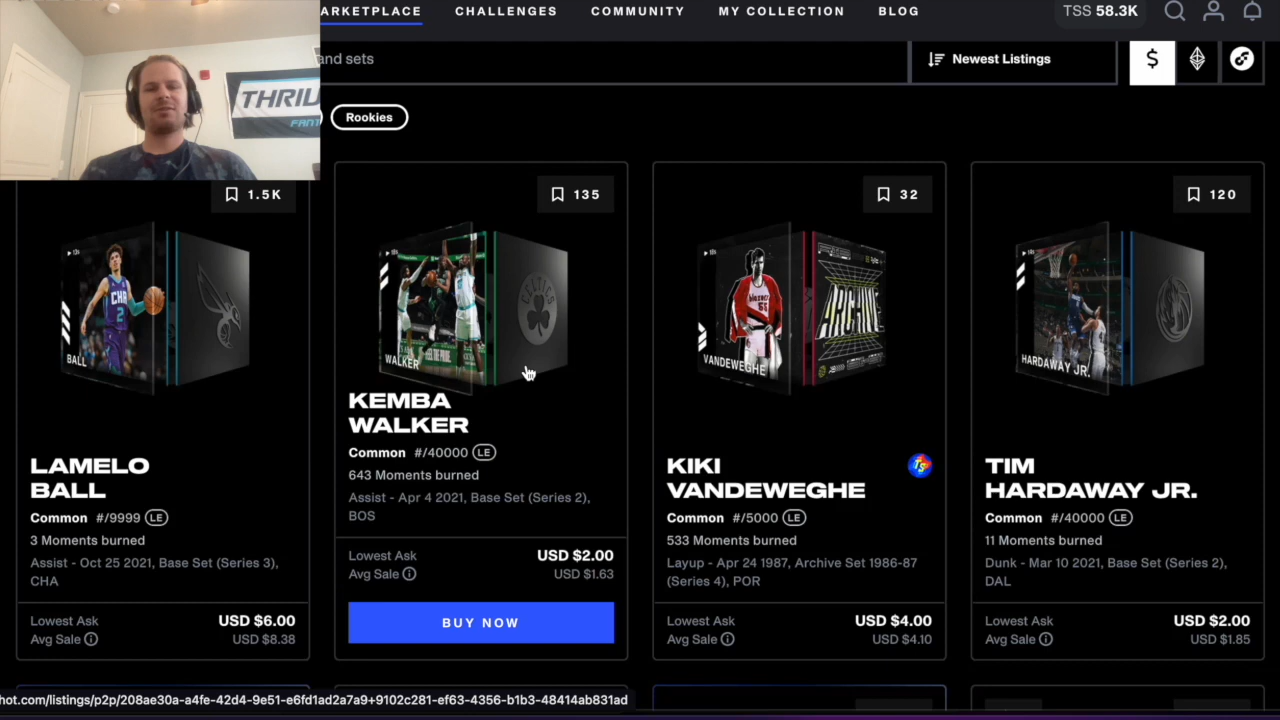 ARKETPLACE CHALLENGES COMMUNITY MY COLLECTION BLOG TSS 58.3K
and sets Newest Listings $
THRIL
FANT
Rookies
1.5K 135 32 120
BALL WALKER VANDEWEGHE HARDAWAY JR.
CHA
2
CELTICS
ARCHIVE
LAMELO
BALL
Common #/9999 LE
3 Moments burned
Assist - Oct 25 2021, Base Set (Series 3),
CHA
Lowest Ask USD $6.00
Avg Sale USD $8.38
KEMBA
WALKER
Common #/40000 LE
643 Moments burned
Assist - Apr 4 2021, Base Set (Series 2),
BOS
Lowest Ask USD $2.00
Avg Sale USD $1.63
BUY NOW
KIKI
VANDEWEGHE
TS
Common #/5000 LE
533 Moments burned
Layup - Apr 24 1987, Archive Set 1986-87
(Series 4), POR
Lowest Ask USD $4.00
Avg Sale USD $4.10
TIM
HARDAWAY JR.
Common #/40000 LE
11 Moments burned
Dunk - Mar 10 2021, Base Set (Series 2),
DAL
Lowest Ask USD $2.00
Avg Sale USD $1.85
hot.com/listings/p2p/208ae30a-a4fe-42d4-9e51-e6fd1ad2a7a9+9102c281-ef63-4356-b1b3-48414ab831ad